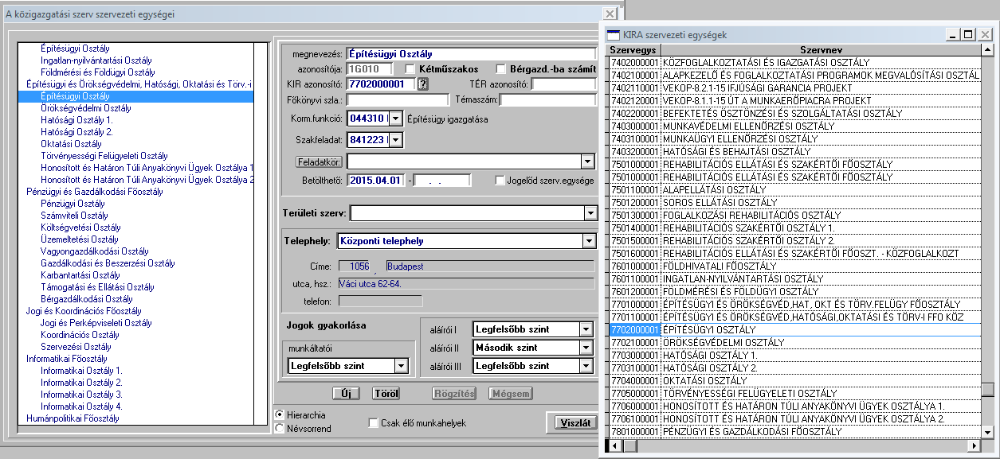 A közigazgatási szerv szervezeti egységei
Építésügyi Osztály
Ingatlan-nyilvántartási Osztály
Földmérési és Földügyi Osztály
Építésügyi és Örökségvédelmi, Hatósági, Oktatási és Törv.-i
Építésügyi Osztály
Örökségvédelmi Osztály
Hatósági Osztály 1.
Hatósági Osztály 2.
Oktatási Osztály
Törvényességi Felügyeleti Osztály
Honosított és Határon Túli Anyakönyvi Ügyek Osztálya 1
Honosított és Határon Túli Anyakönyvi Ügyek Osztálya 2
Pénzügyi és Gazdálkodási Főosztály
Pénzügyi Osztály
Számviteli Osztály
Költségvetési Osztály
Üzemeltetési Osztály
Vagyongazdálkodási Osztály
Gazdálkodási és Beszerzési Osztály
Karbantartási Osztály
Támogatási és Ellátási Osztály
Bérgazdálkodási Osztály
Jogi és Koordinációs Főosztály
Jogi és Perképviseleti Osztály
Koordinációs Osztály
Szervezési Osztály
Informatikai Főosztály
Informatikai Osztály 1.
Informatikai Osztály 2.
Informatikai Osztály 3.
Informatikai Osztály 4.
Humánpolitikai Főosztály
megnevezés: Építésügyi Osztály
azonosítója: 1G010 Kétműszakos Bérgazd.-ba számít
KIR azonosító: 7702000001 ? TÉR azonosító:
Főkönyvi szla.: Témaszám:
Korm.funkció: 044310 Építésügy igazgatása
Szakfeladat: 841223
Feladatkör:
Betölthető: 2015.04.01 - . . Jogelőd szerv.egysége
Területi szerv:
Telephely: Központi telephely
Címe: 1056 , Budapest
utca, hsz.: Váci utca 62-64.
telefon:
Jogok gyakorlása
munkáltatói
Legfelsőbb szint
aláírói I Legfelsőbb szint
aláírói II Második szint
aláírói III Legfelsőbb szint
Új Töröl Rögzítés Mégsem
Hierarchia
Névsorrend
Csak élő munkahelyek
Viszlát
KIRA szervezeti egységek
Szervegys Szervnev
7402000001 KÖZFOGLALKOZTATÁSI ÉS IGAZGATÁSI OSZTÁLY
7402100001 ALAPKEZELŐ ÉS FOGLALKOZTATÁSI PROGRAMOK MEGVALÓSÍTÁSI OSZTÁL
7402110001 VEKOP-8.2.1-15 IFJÚSÁGI GARANCIA PROJEKT
7402120001 VEKOP-8.1.1-15 ÚT A MUNKAERŐPIACRA PROJEKT
7402200001 BEFEKTETÉS ÖSZTÖNZÉSI ÉS SZOLGÁLTATÁSI OSZTÁLY
7403000001 MUNKAVÉDELMI ELLENŐRZÉSI OSZTÁLY
7403100001 MUNKAÜGYI ELLENŐRZÉSI OSZTÁLY
7403200001 HATÓSÁGI ÉS BEHAJTÁSI OSZTÁLY
7501000001 REHABILITÁCIÓS ELLÁTÁSI ÉS SZAKÉRTŐI FŐOSZTÁLY
7501000001 REHABILITÁCIÓS ELLÁTÁSI ÉS SZAKÉRTŐI FŐOSZTÁLY
7501100001 ALAPELLÁTÁSI OSZTÁLY
7501200001 SOROS ELLÁTÁSI OSZTÁLY
7501300001 FOGLALKOZÁSI REHABILITÁCIÓS OSZTÁLY
7501400001 REHABILITÁCIÓS SZAKÉRTŐI OSZTÁLY 1.
7501500001 REHABILITÁCIÓS SZAKÉRTŐI OSZTÁLY 2.
7501600001 REHABILITÁCIÓS ELLÁTÁSI ÉS SZAKÉRTŐI FŐOSZT. - KÖZFOGLALKOZT
7601000001 FÖLDHIVATALI FŐOSZTÁLY
7601100001 INGATLAN-NYILVÁNTARTÁSI OSZTÁLY
7601200001 FÖLDMÉRÉSI ÉS FÖLDÜGYI OSZTÁLY
7701000001 ÉPÍTÉSÜGYI ÉS ÖRÖKSÉGVÉD,HAT, OKT ÉS TÖRV.FELÜGY FŐOSZTÁLY
7701100001 ÉPÍTÉSÜGYI ÉS ÖRÖKSÉGVÉD,HATÓSÁGI,OKTATÁSI ÉS TÖRV-I FFO KÖZ
7702000001 ÉPÍTÉSÜGYI OSZTÁLY
7702100001 ÖRÖKSÉGVÉDELMI OSZTÁLY
7703000001 HATÓSÁGI OSZTÁLY 1.
7703100001 HATÓSÁGI OSZTÁLY 2.
7704000001 OKTATÁSI OSZTÁLY
7705000001 TÖRVÉNYESSÉGI FELÜGYELETI OSZTÁLY
7706000001 HONOSÍTOTT ÉS HATÁRON TÚLI ANYAKÖNYVI ÜGYEK OSZTÁLYA 1.
7706100001 HONOSÍTOTT ÉS HATÁRON TÚLI ANYAKÖNYVI ÜGYEK OSZTÁLYA 2.
7801000001 PÉNZÜGYI ÉS GAZDÁLKODÁSI FŐOSZTÁLY